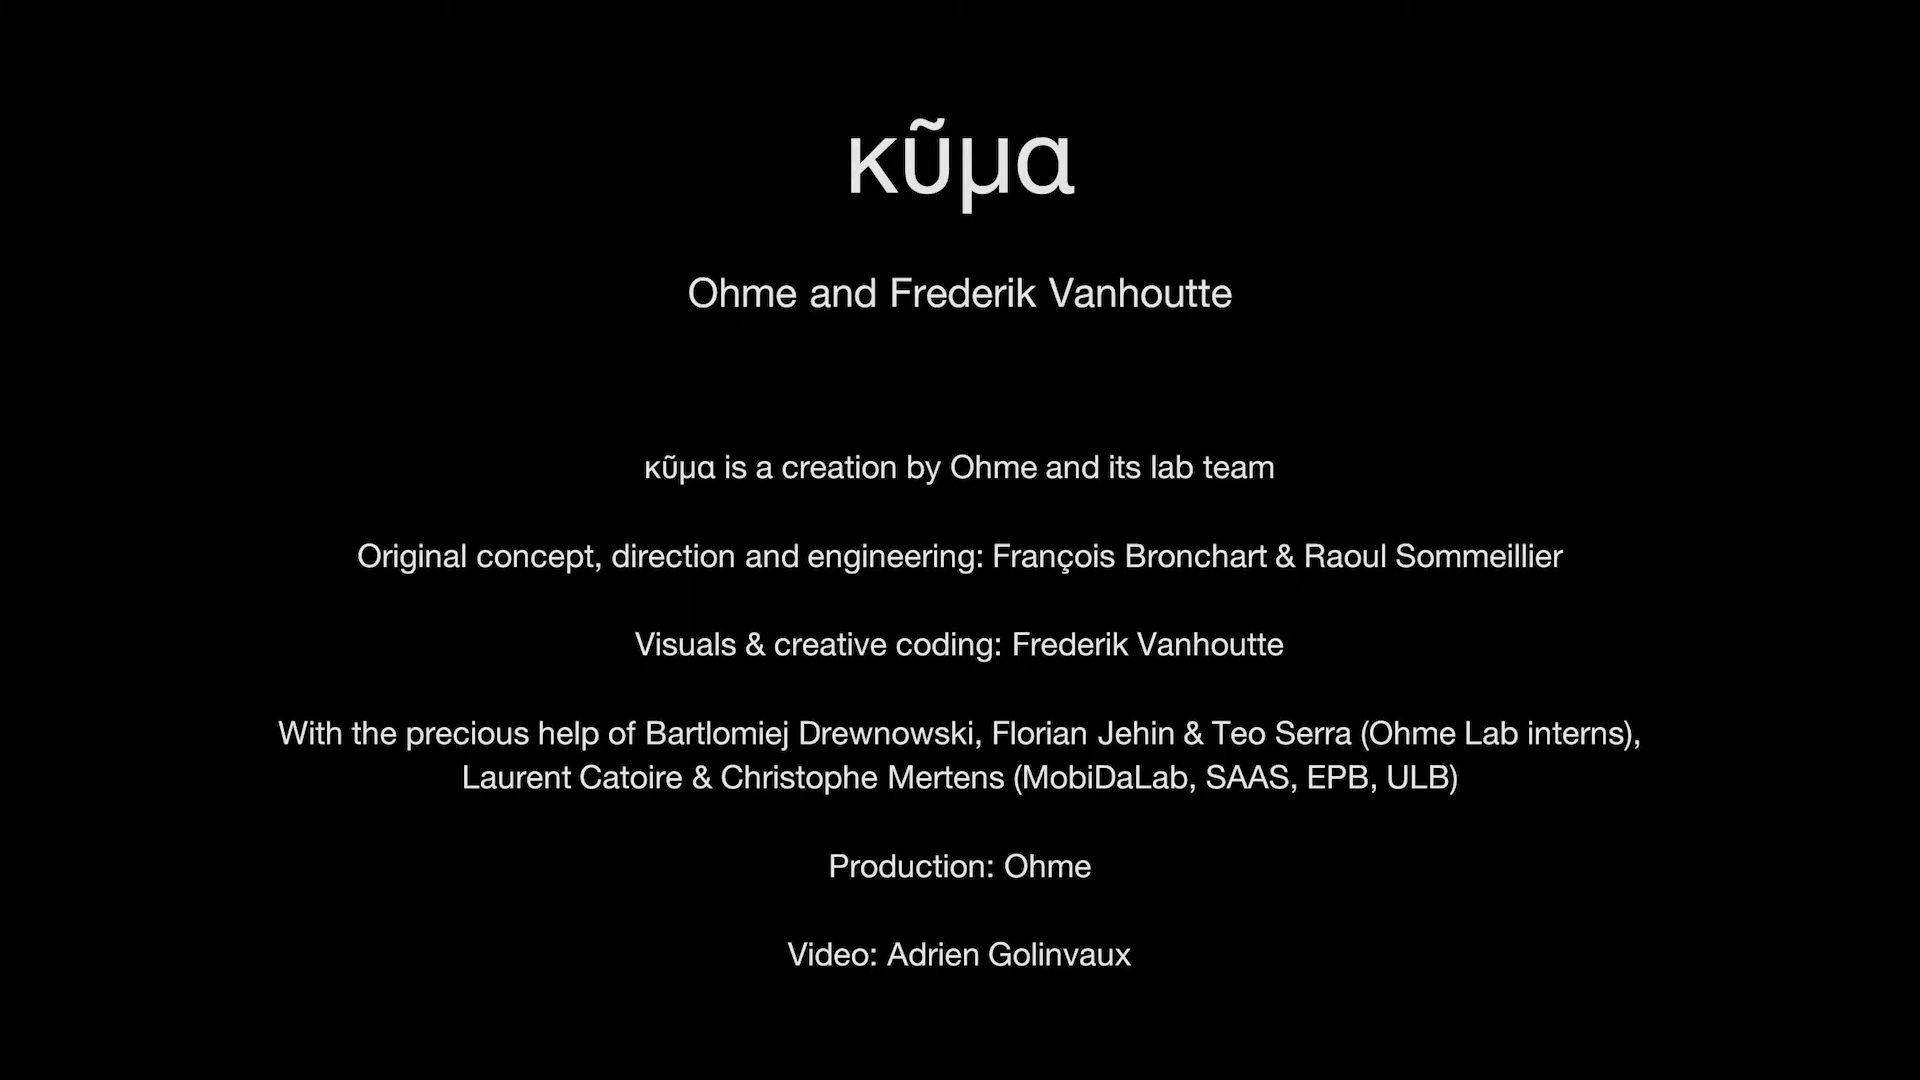 κῦμα
Ohme and Frederik Vanhoutte
κῦμα is a creation by Ohme and its lab team
Original concept, direction and engineering: François Bronchart & Raoul Sommeillier
Visuals & creative coding: Frederik Vanhoutte
With the precious help of Bartlomiej Drewnowski, Florian Jehin & Teo Serra (Ohme Lab interns),
Laurent Catoire & Christophe Mertens (MobiDaLab, SAAS, EPB, ULB)
Production: Ohme
Video: Adrien Golinvaux